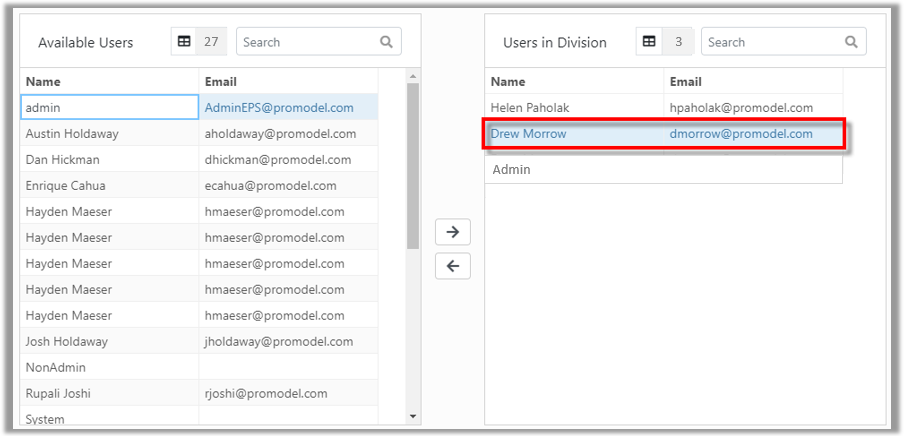 Available Users 27 Search
Name Email
admin AdminEPS@promodel.com
Austin Holdaway aholdaway@promodel.com
Dan Hickman dhickman@promodel.com
Enrique Cahua ecahua@promodel.com
Hayden Maeser hmaeser@promodel.com
Hayden Maeser hmaeser@promodel.com
Hayden Maeser hmaeser@promodel.com
Hayden Maeser hmaeser@promodel.com
Hayden Maeser hmaeser@promodel.com
Josh Holdaway jholdaway@promodel.com
NonAdmin
Rupali Joshi rjoshi@promodel.com
System
Users in Division 3 Search
Name Email
Helen Paholak hpaholak@promodel.com
Drew Morrow dmorrow@promodel.com
Admin